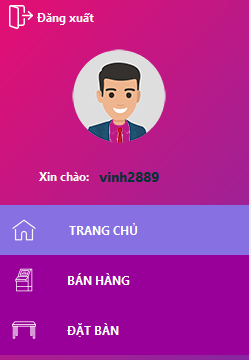 Đăng xuất
Xin chào: vinh2889
TRANG CHỦ
BÁN HÀNG
ĐẶT BÀN